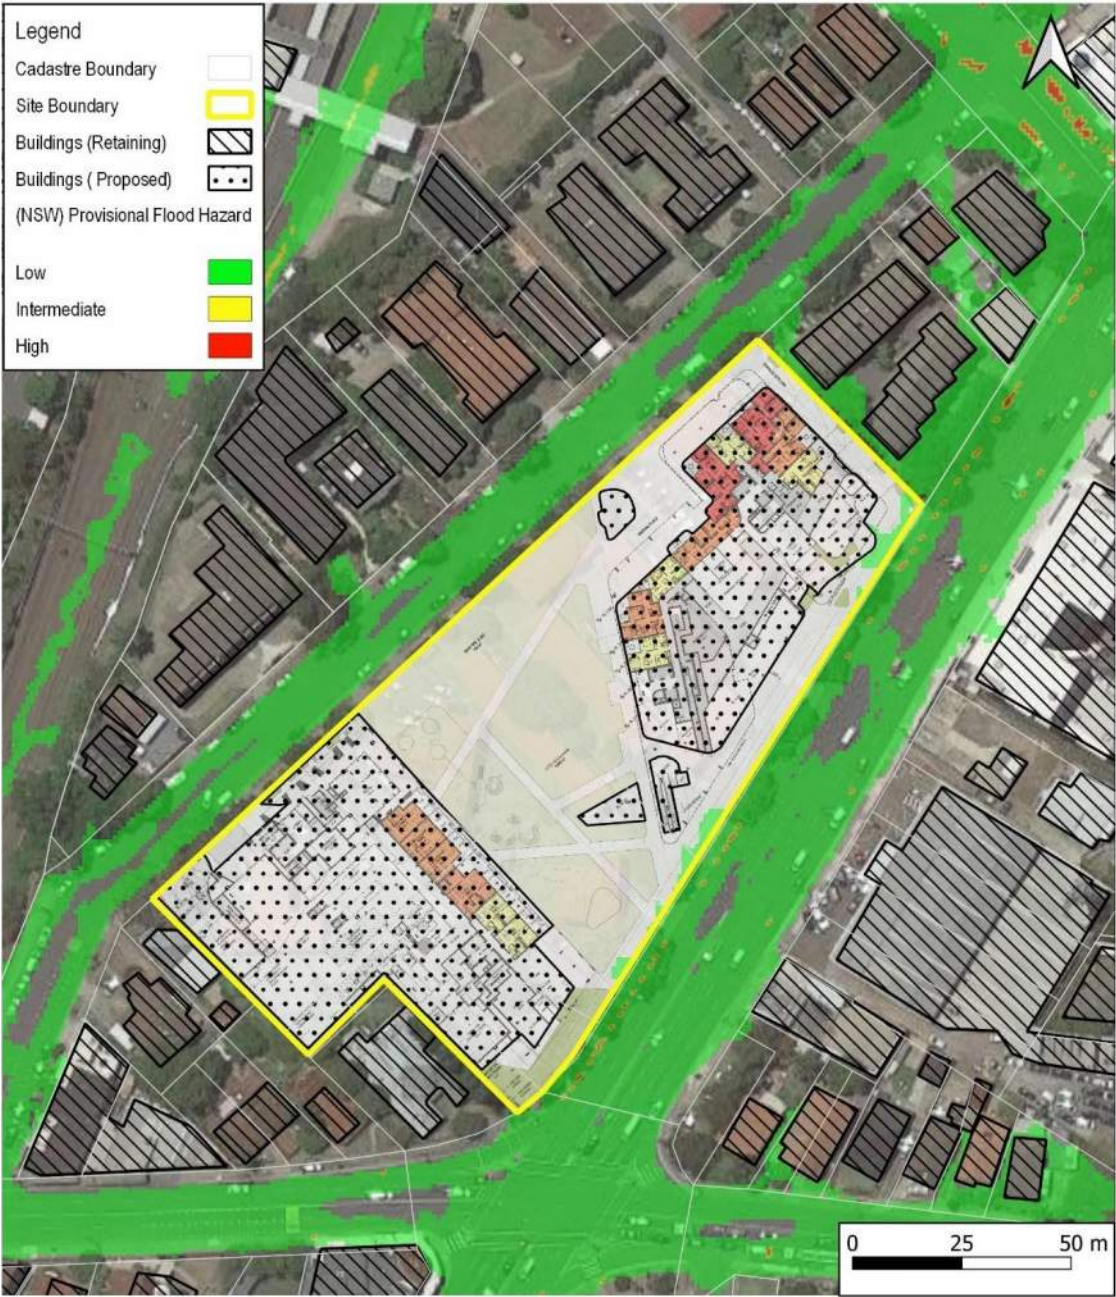 Legend
Cadastre Boundary
Site Boundary
Buildings (Retaining)
Buildings ( Proposed)
(NSW) Provisional Flood Hazard
Low
Intermediate
High
0 25 50 m